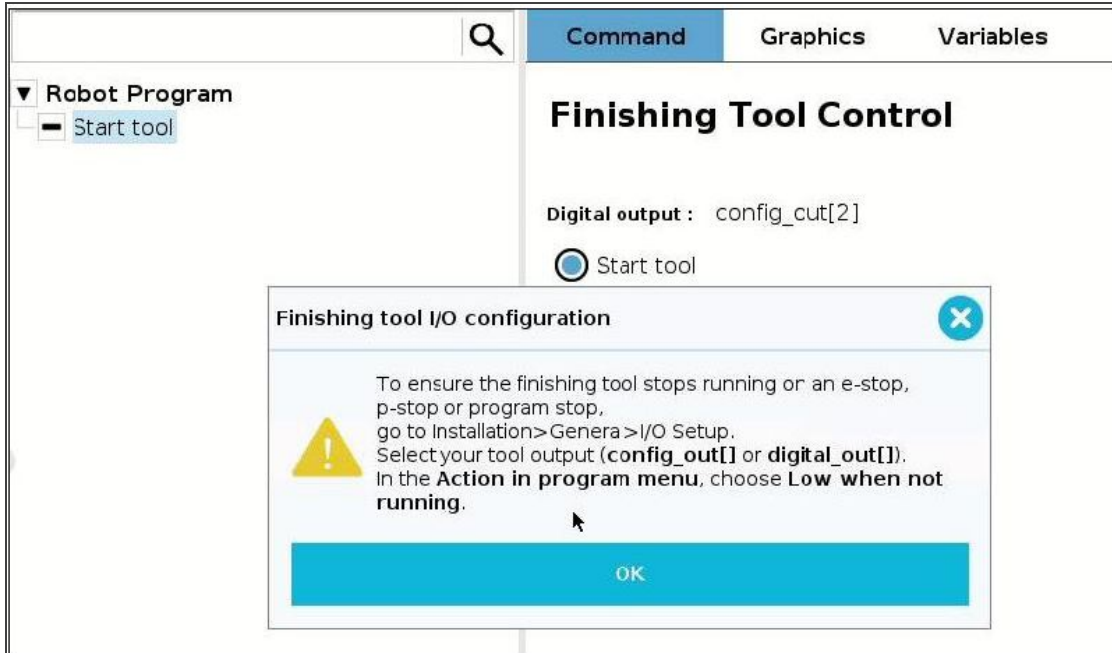 Command Graphics Variables
Robot Program
Start tool
Finishing Tool Control
Digital output : config_cut[2]
Start tool
Finishing tool I/O configuration
To ensure the finishing tool stops running on an e-stop,
p-stop or program stop,
go to Installation>Genera>I/O Setup.
Select your tool output (config_out[] or digital_out[]).
In the Action in program menu, choose Low when not
running.
OK